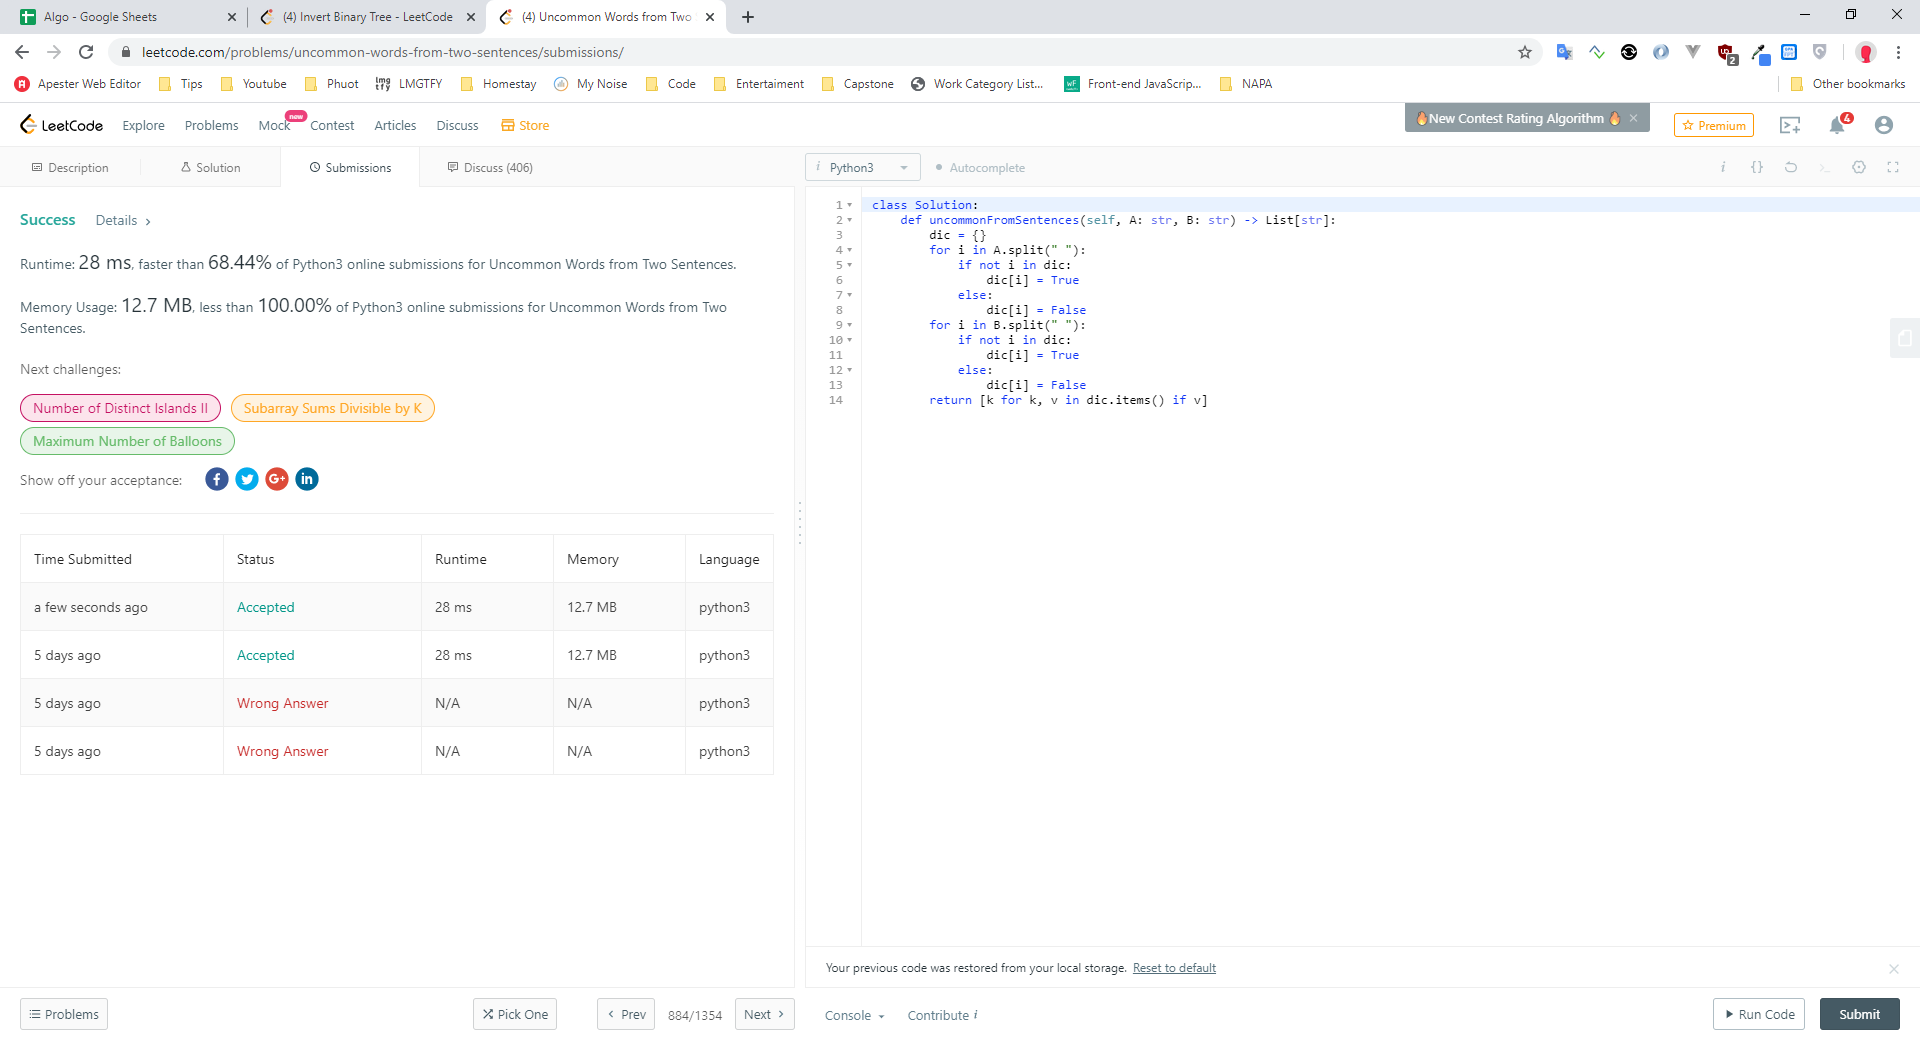 Algo - Google Sheets
(4) Invert Binary Tree - LeetCode
(4) Uncommon Words from Two
leetcode.com/problems/uncommon-words-from-two-sentences/submissions/
2
Apester Web Editor
Tips
Youtube
Phuot
LMGTFY
Homestay
My Noise
Code
Entertaiment
Capstone
Work Category List...
Front-end JavaScrip...
NAPA
Other bookmarks
LeetCode
Explore
Problems
Mock
new
Contest
Articles
Discuss
Store
New Contest Rating Algorithm
Premium
4
Description
Solution
Submissions
Discuss (406)
i Python3
Autocomplete
Success
Details
Runtime: 28 ms, faster than 68.44% of Python3 online submissions for Uncommon Words from Two Sentences.
Memory Usage: 12.7 MB, less than 100.00% of Python3 online submissions for Uncommon Words from Two
Sentences.
Next challenges:
Number of Distinct Islands II
Subarray Sums Divisible by K
Maximum Number of Balloons
Show off your acceptance:
Time Submitted Status Runtime Memory Language
a few seconds ago Accepted 28 ms 12.7 MB python3
5 days ago Accepted 28 ms 12.7 MB python3
5 days ago Wrong Answer N/A N/A python3
5 days ago Wrong Answer N/A N/A python3
1 class Solution:
2     def uncommonFromSentences(self, A: str, B: str) -> List[str]:
3         dic = {}
4         for i in A.split(" "):
5             if not i in dic:
6                 dic[i] = True
7             else:
8                 dic[i] = False
9         for i in B.split(" "):
10             if not i in dic:
11                 dic[i] = True
12             else:
13                 dic[i] = False
14         return [k for k, v in dic.items() if v]
Your previous code was restored from your local storage. Reset to default
Problems
Pick One
Prev
884/1354
Next
Console
Contribute i
Run Code
Submit